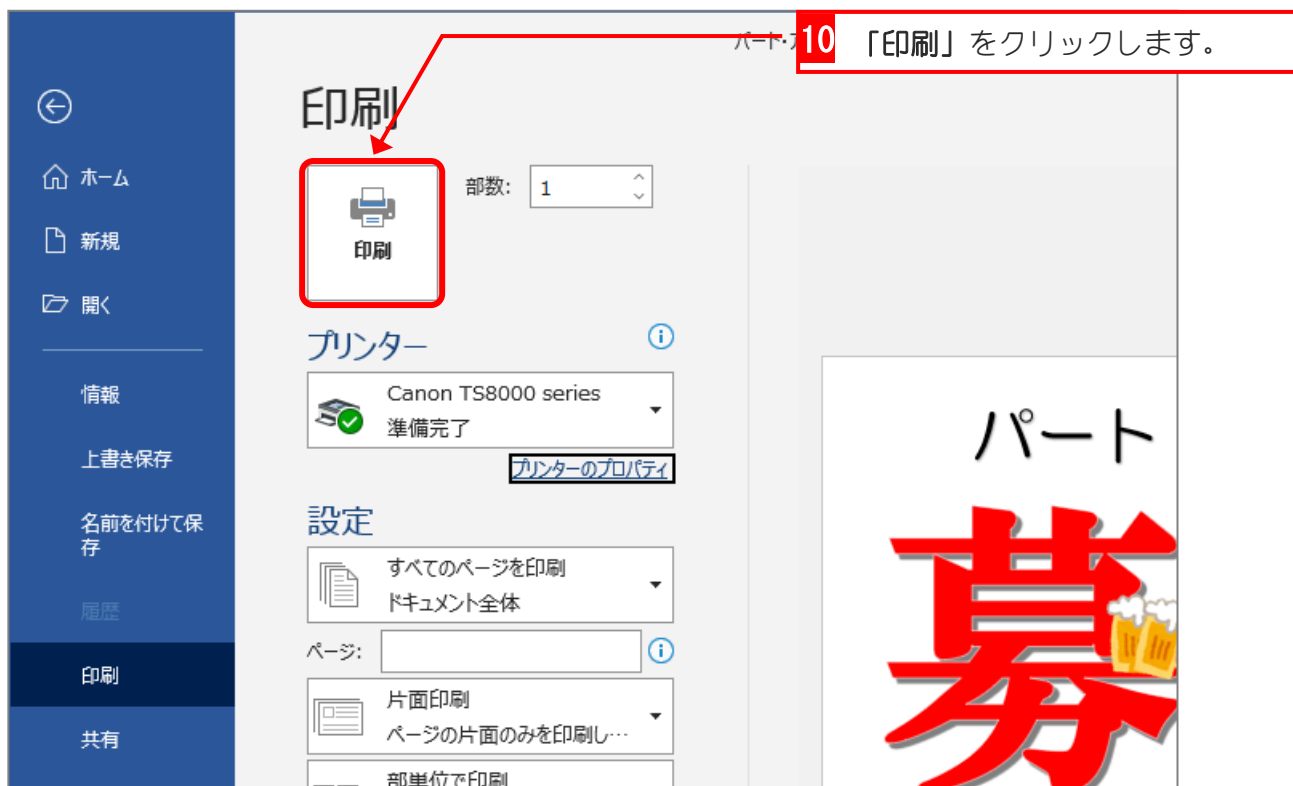 パート・ア
10 「印刷」をクリックします。
印刷
ホーム
新規
開く
情報
上書き保存
名前を付けて保
存
履歴
印刷
共有
印刷
部数: 1
プリンター
Canon TS8000 series
準備完了
プリンターのプロパティ
設定
すべてのページを印刷
ドキュメント全体
ページ:
片面印刷
ページの片面のみを印刷し…
部単位で印刷
パート
募